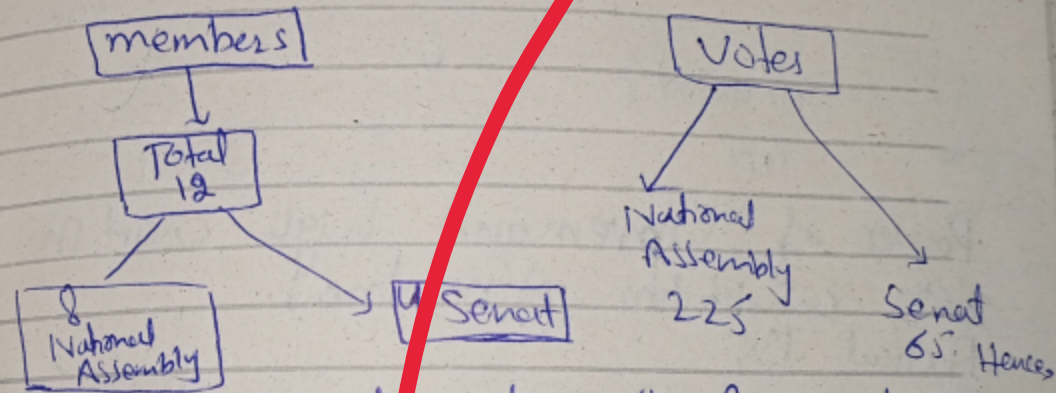 members
Total
12
8
National
Assembly
4 Senat
Votes
National
Assembly
225
Senat
65.
Hence,